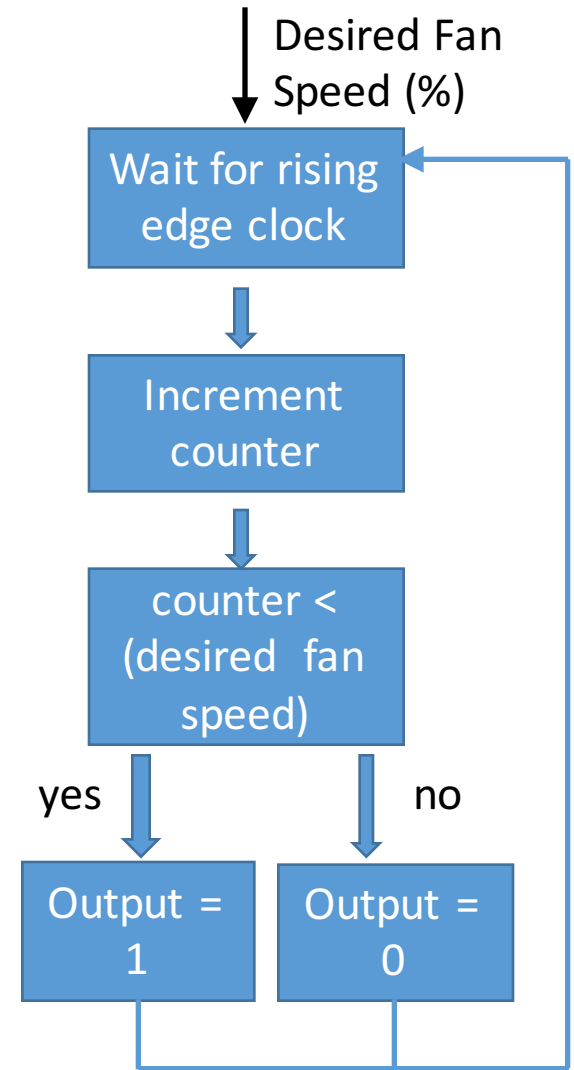 Desired Fan
Speed (%)
Wait for rising
edge clock
Increment
counter
counter <
(desired fan
speed)
yes
no
Output =
1
Output =
0